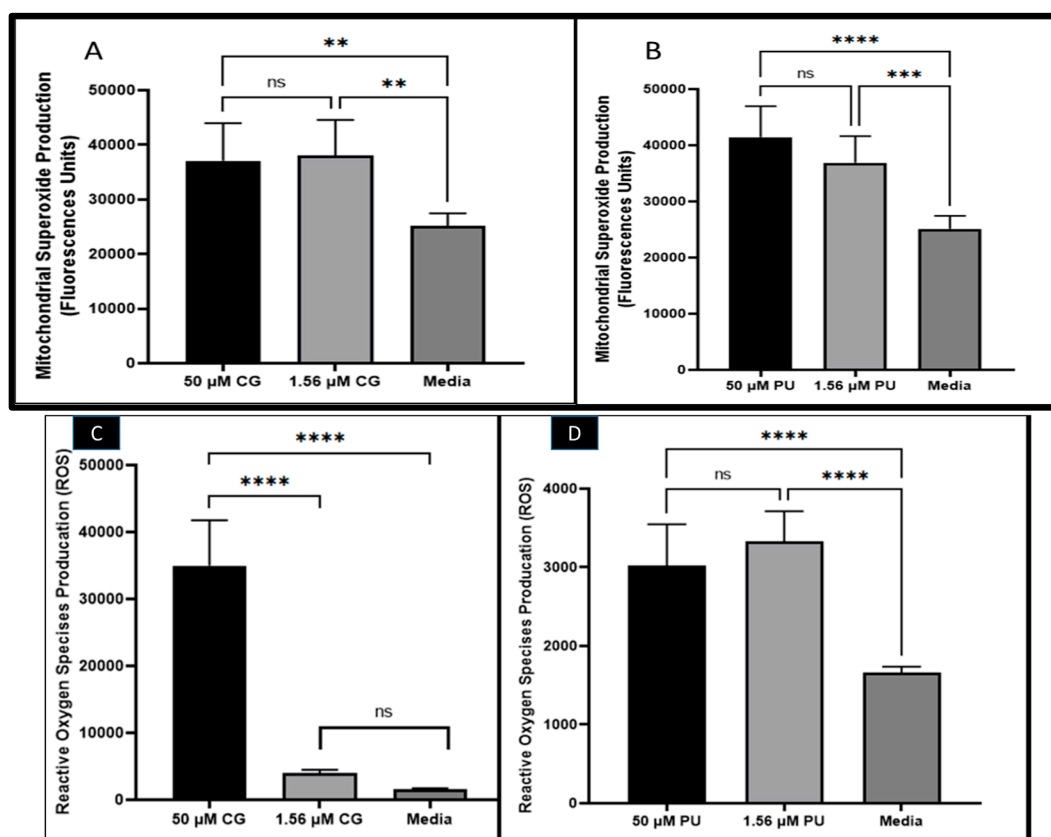 A
**
ns
**
Mitochondrial Superoxide Production
(Fluorescences Units)
50000
40000
30000
20000
10000
0
50 µM CG
1.56 µM CG
Media
B
****
ns
***
Mitochondrial Superoxide Production
(Fluorescences Units)
50000
40000
30000
20000
10000
0
50 µM PU
1.56 µM PU
Media
C
****
****
ns
Reactive Oxygen Specises Producation (ROS)
50000
40000
30000
20000
10000
0
50 µM CG
1.56 µM CG
Media
D
****
ns
****
Reactive Oxygen Specises Producation (ROS)
4000
3000
2000
1000
0
50 µM PU
1.56 µM PU
Media